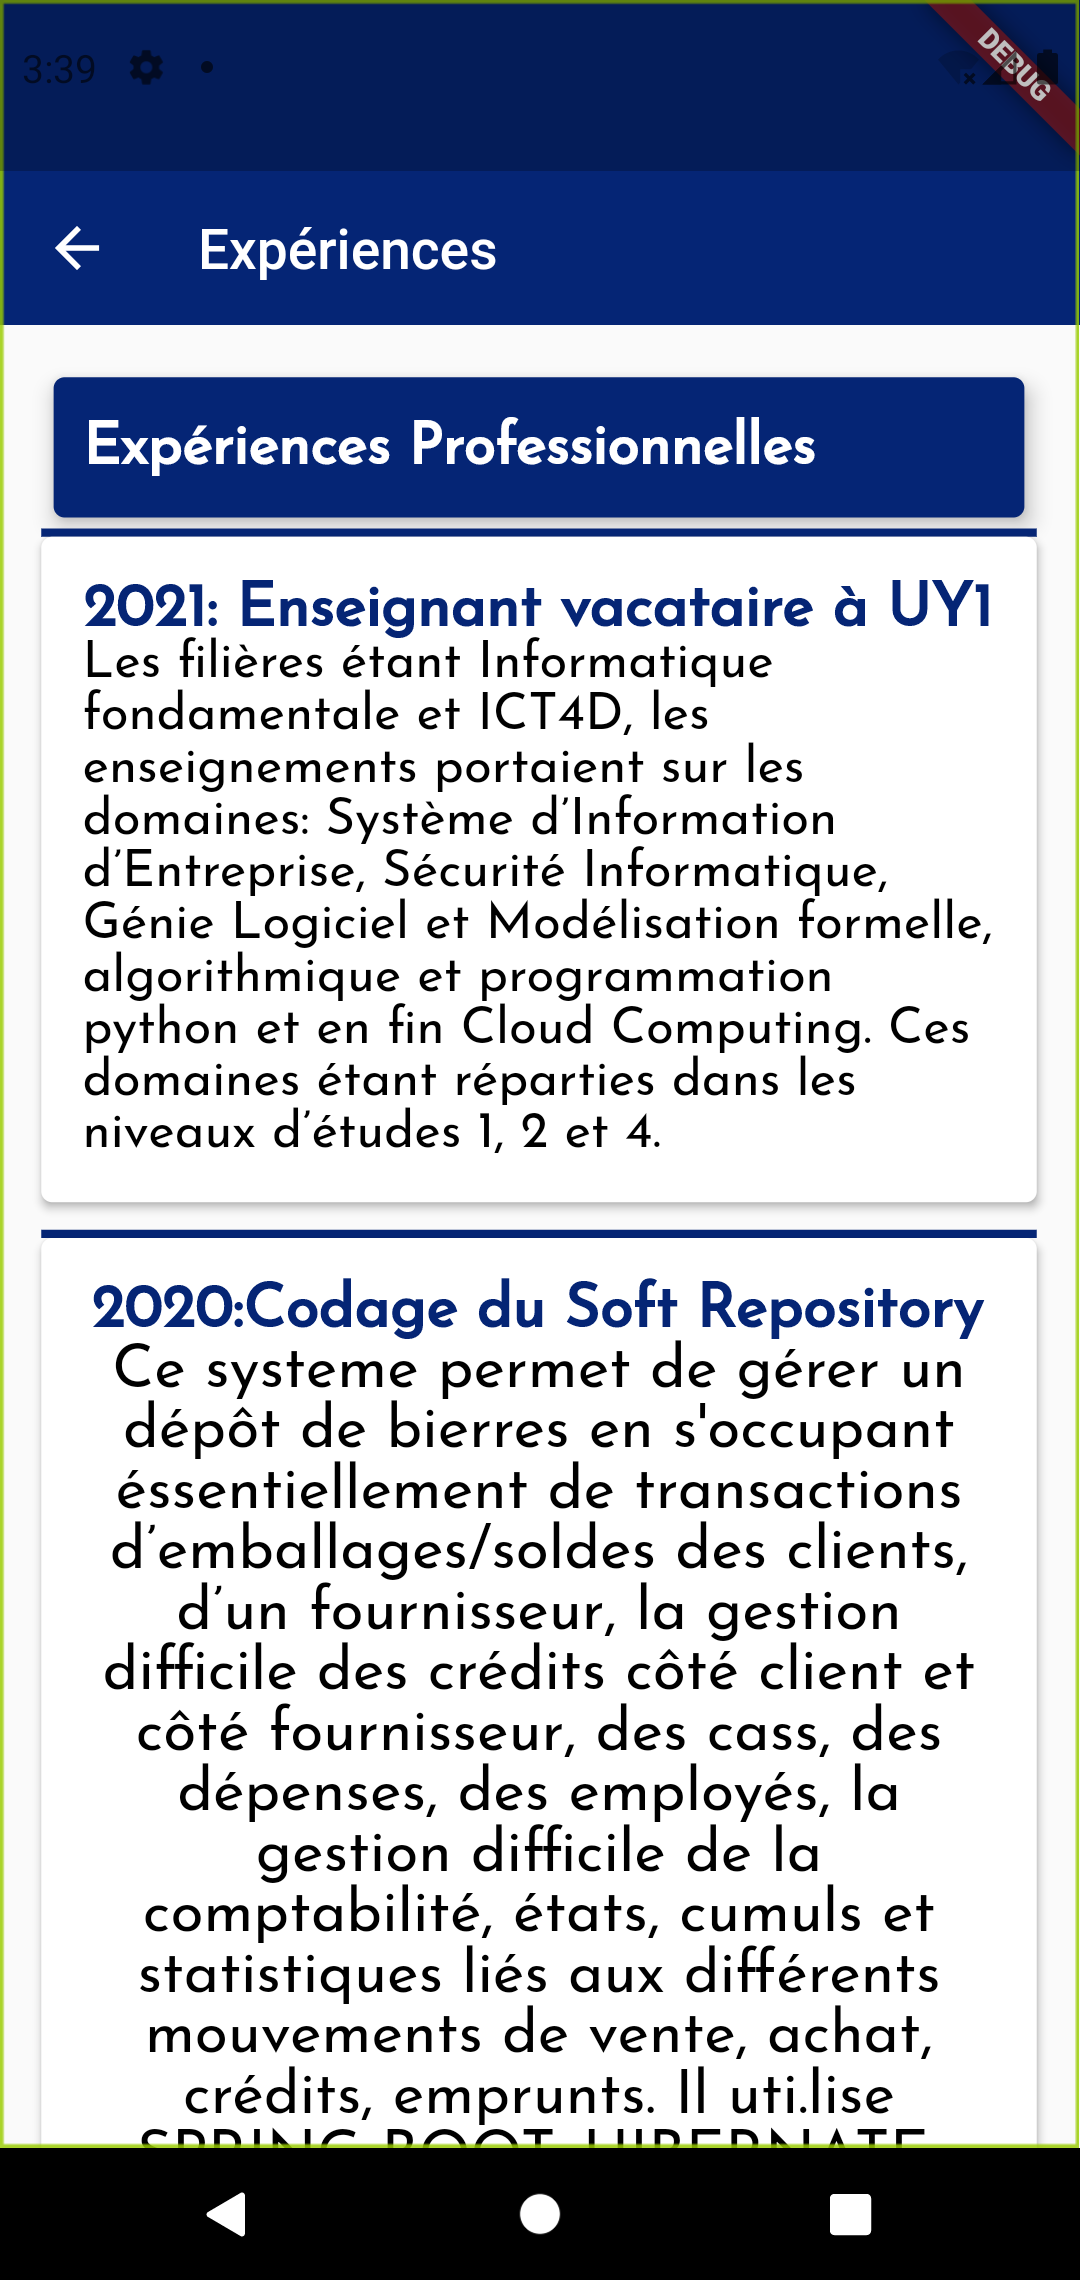 3:39
DEBUG
Expériences
Expériences Professionnelles
2021: Enseignant vacataire à UY1
Les filières étant Informatique
fondamentale et ICT4D, les
enseignements portaient sur les
domaines: Système d’Information
d’Entreprise, Sécurité Informatique,
Génie Logiciel et Modélisation formelle,
algorithmique et programmation
python et en fin Cloud Computing. Ces
domaines étant réparties dans les
niveaux d’études 1, 2 et 4.
2020:Codage du Soft Repository
Ce systeme permet de gérer un
dépôt de bierres en s'occupant
éssentiellement de transactions
d’emballages/soldes des clients,
d’un fournisseur, la gestion
difficile des crédits côté client et
côté fournisseur, des cass, des
dépenses, des employés, la
gestion difficile de la
comptabilité, états, cumuls et
statistiques liés aux différents
mouvements de vente, achat,
crédits, emprunts. Il uti.lise
SPRING BOOT HIBERNATE